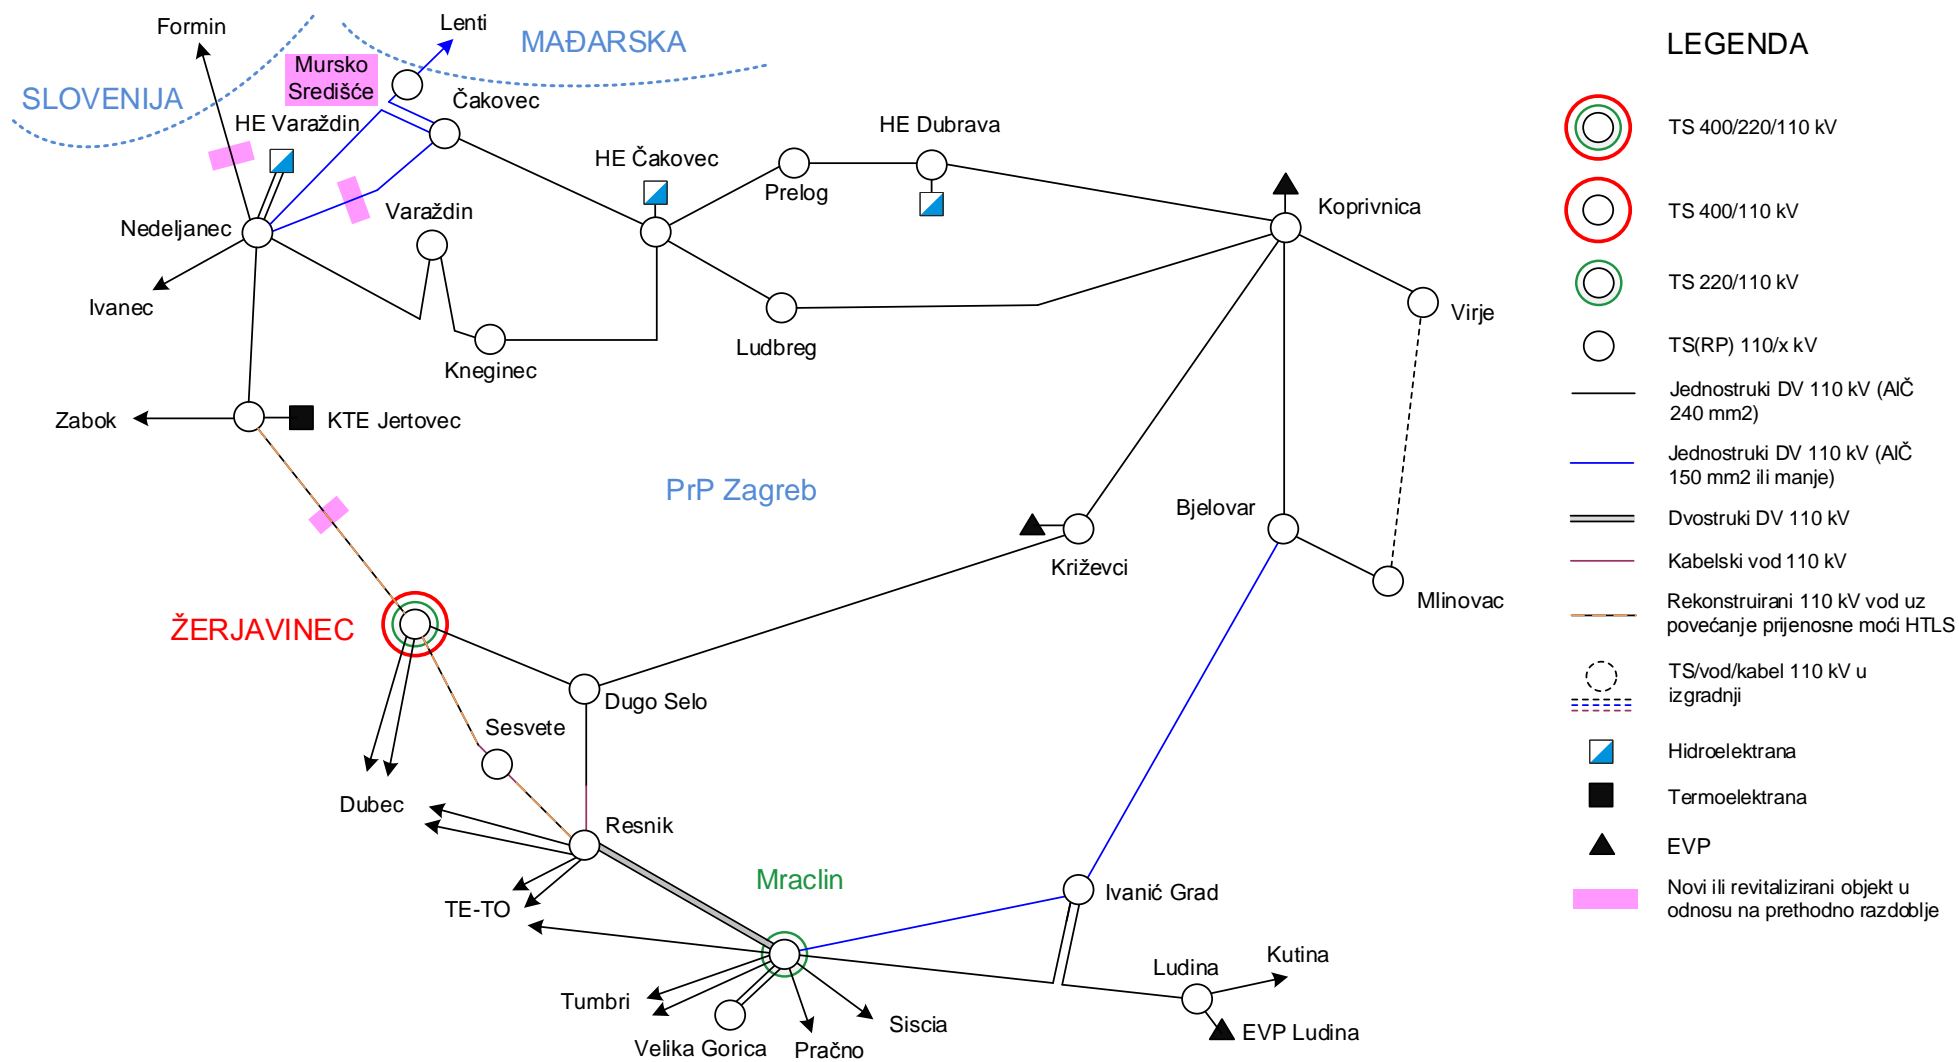 Formin
Lenti
MAĐARSKA
Mursko
Središće
SLOVENIJA
Čakovec
HE Varaždin
HE Dubrava
HE Čakovec
Prelog
Varaždin
Koprivnica
Nedeljanec
Ivanec
Virje
Ludbreg
Kneginec
Zabok
KTE Jertovec
PrP Zagreb
Bjelovar
Križevci
Mlinovac
ŽERJAVINEC
Dugo Selo
Sesvete
Dubec
Resnik
Mraclin
Ivanić Grad
TE-TO
Kutina
Ludina
Tumbri
Siscia
EVP Ludina
Velika Gorica
Pračno
LEGENDA
TS 400/220/110 kV
TS 400/110 kV
TS 220/110 kV
TS(RP) 110/x kV
Jednostruki DV 110 kV (AlČ
240 mm2)
Jednostruki DV 110 kV (AlČ
150 mm2 ili manje)
Dvostruki DV 110 kV
Kabelski vod 110 kV
Rekonstruirani 110 kV vod uz
povećanje prijenosne moći HTLS
TS/vod/kabel 110 kV u
izgradnji
Hidroelektrana
Termoelektrana
EVP
Novi ili revitalizirani objekt u
odnosu na prethodno razdoblje